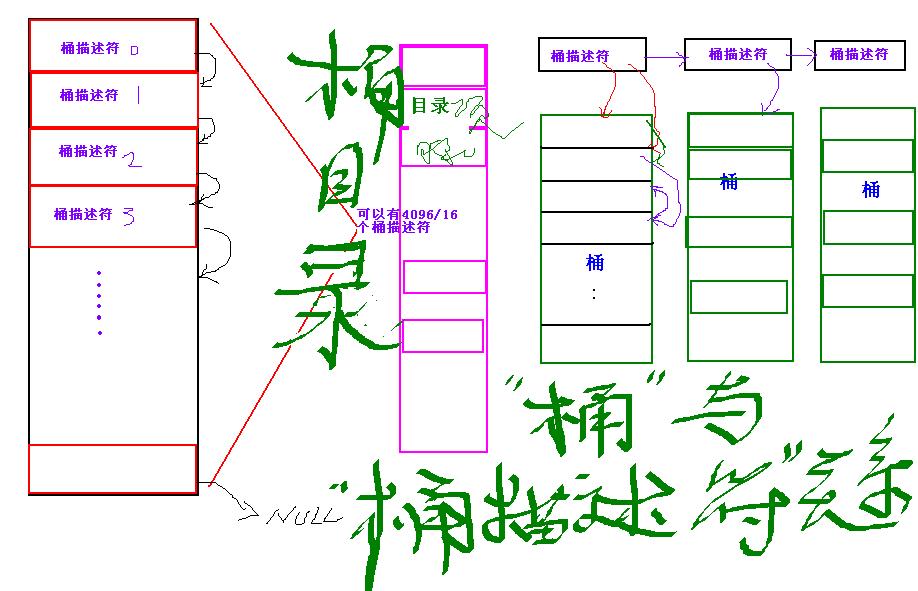 桶描述符 0
桶描述符 1
桶描述符 2
桶描述符 3
NULL
桶目录
目录项
可以有4096/16
个桶描述符
桶描述符
桶描述符
桶描述符
桶
桶
桶
“桶”与
“桶描述符”关系